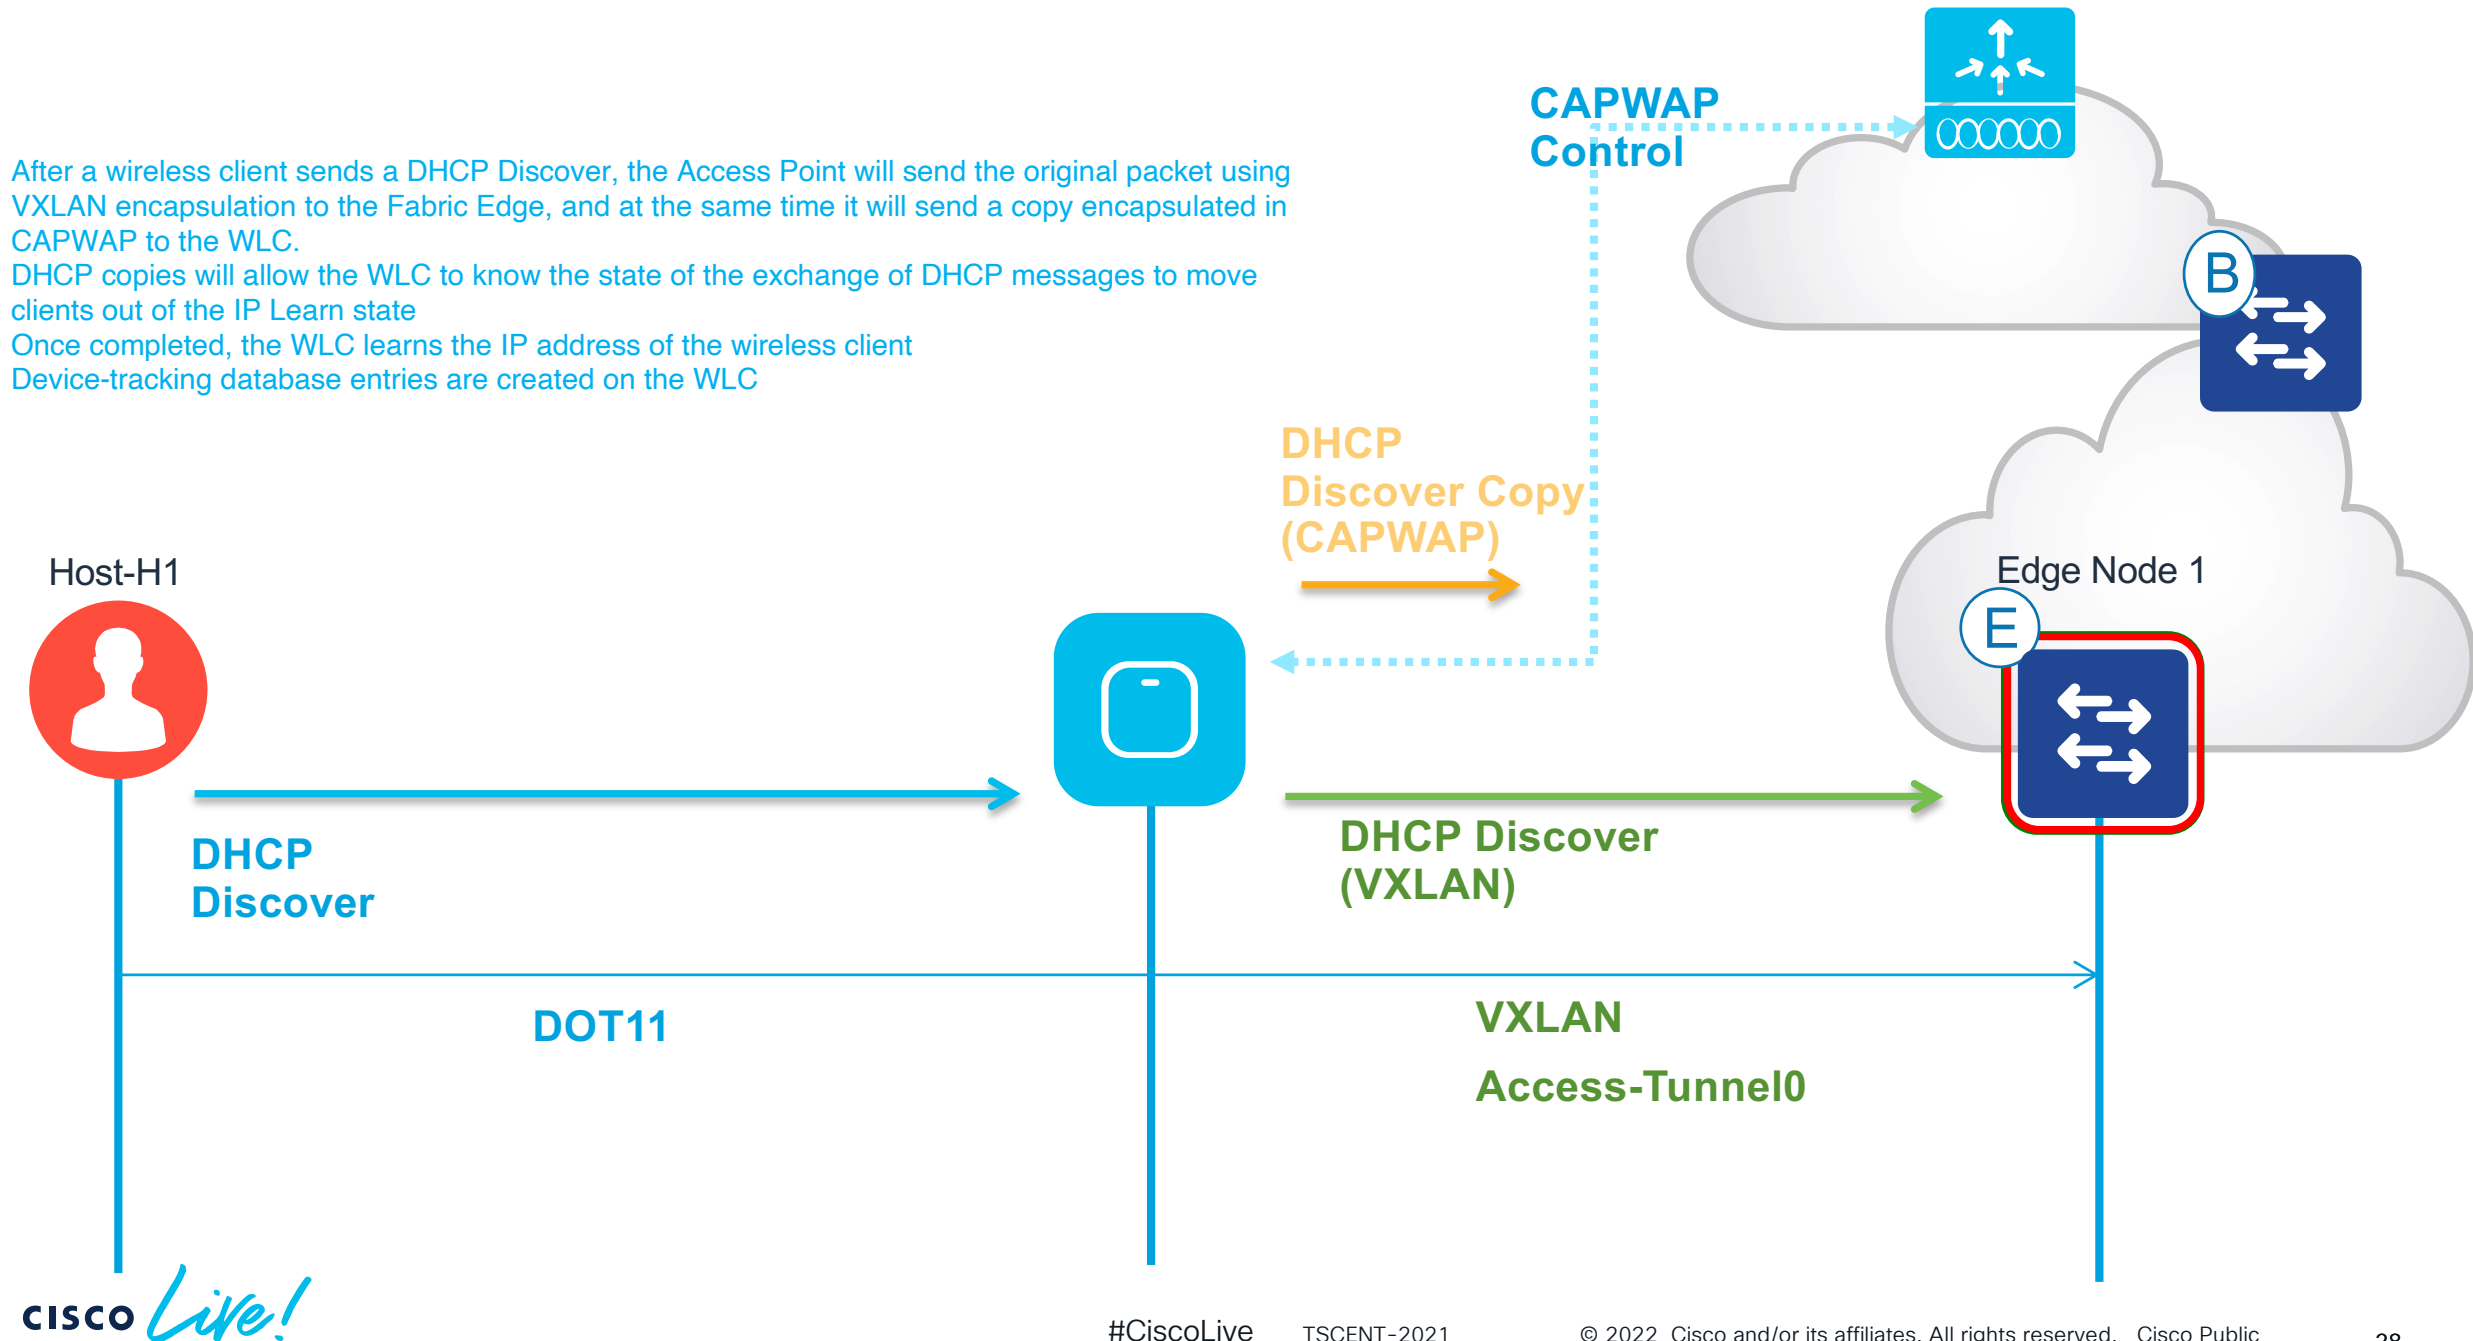 CAPWAP
Control
After a wireless client sends a DHCP Discover, the Access Point will send the original packet using
VXLAN encapsulation to the Fabric Edge, and at the same time it will send a copy encapsulated in
CAPWAP to the WLC.
DHCP copies will allow the WLC to know the state of the exchange of DHCP messages to move
clients out of the IP Learn state
Once completed, the WLC learns the IP address of the wireless client
Device-tracking database entries are created on the WLC
B
DHCP
Discover Copy
(CAPWAP)
Host-H1
Edge Node 1
E
DHCP
Discover
DHCP Discover
(VXLAN)
DOT11
VXLAN
Access-Tunnel0
CISCO Live!
#CiscoLive TSCENT-2021 © 2022 Cisco and/or its affiliates. All rights reserved. Cisco Public 28